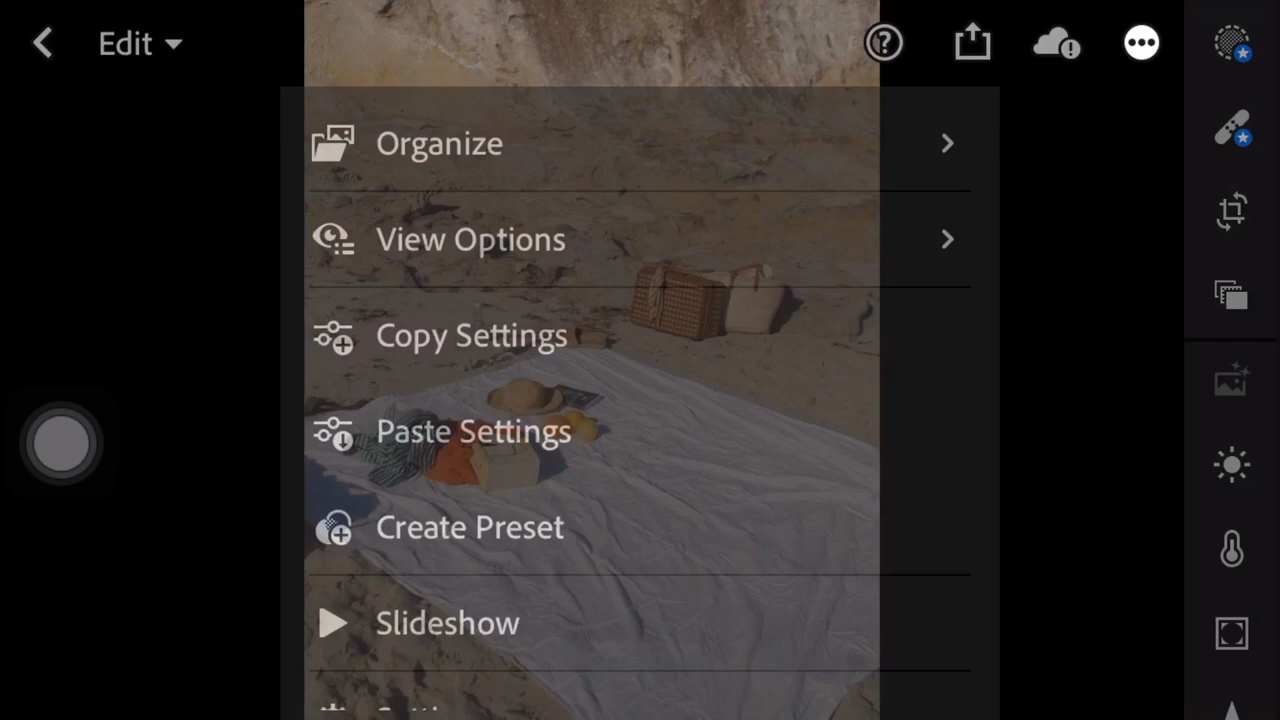 Edit
Organize
View Options
Copy Settings
Paste Settings
Create Preset
Slideshow